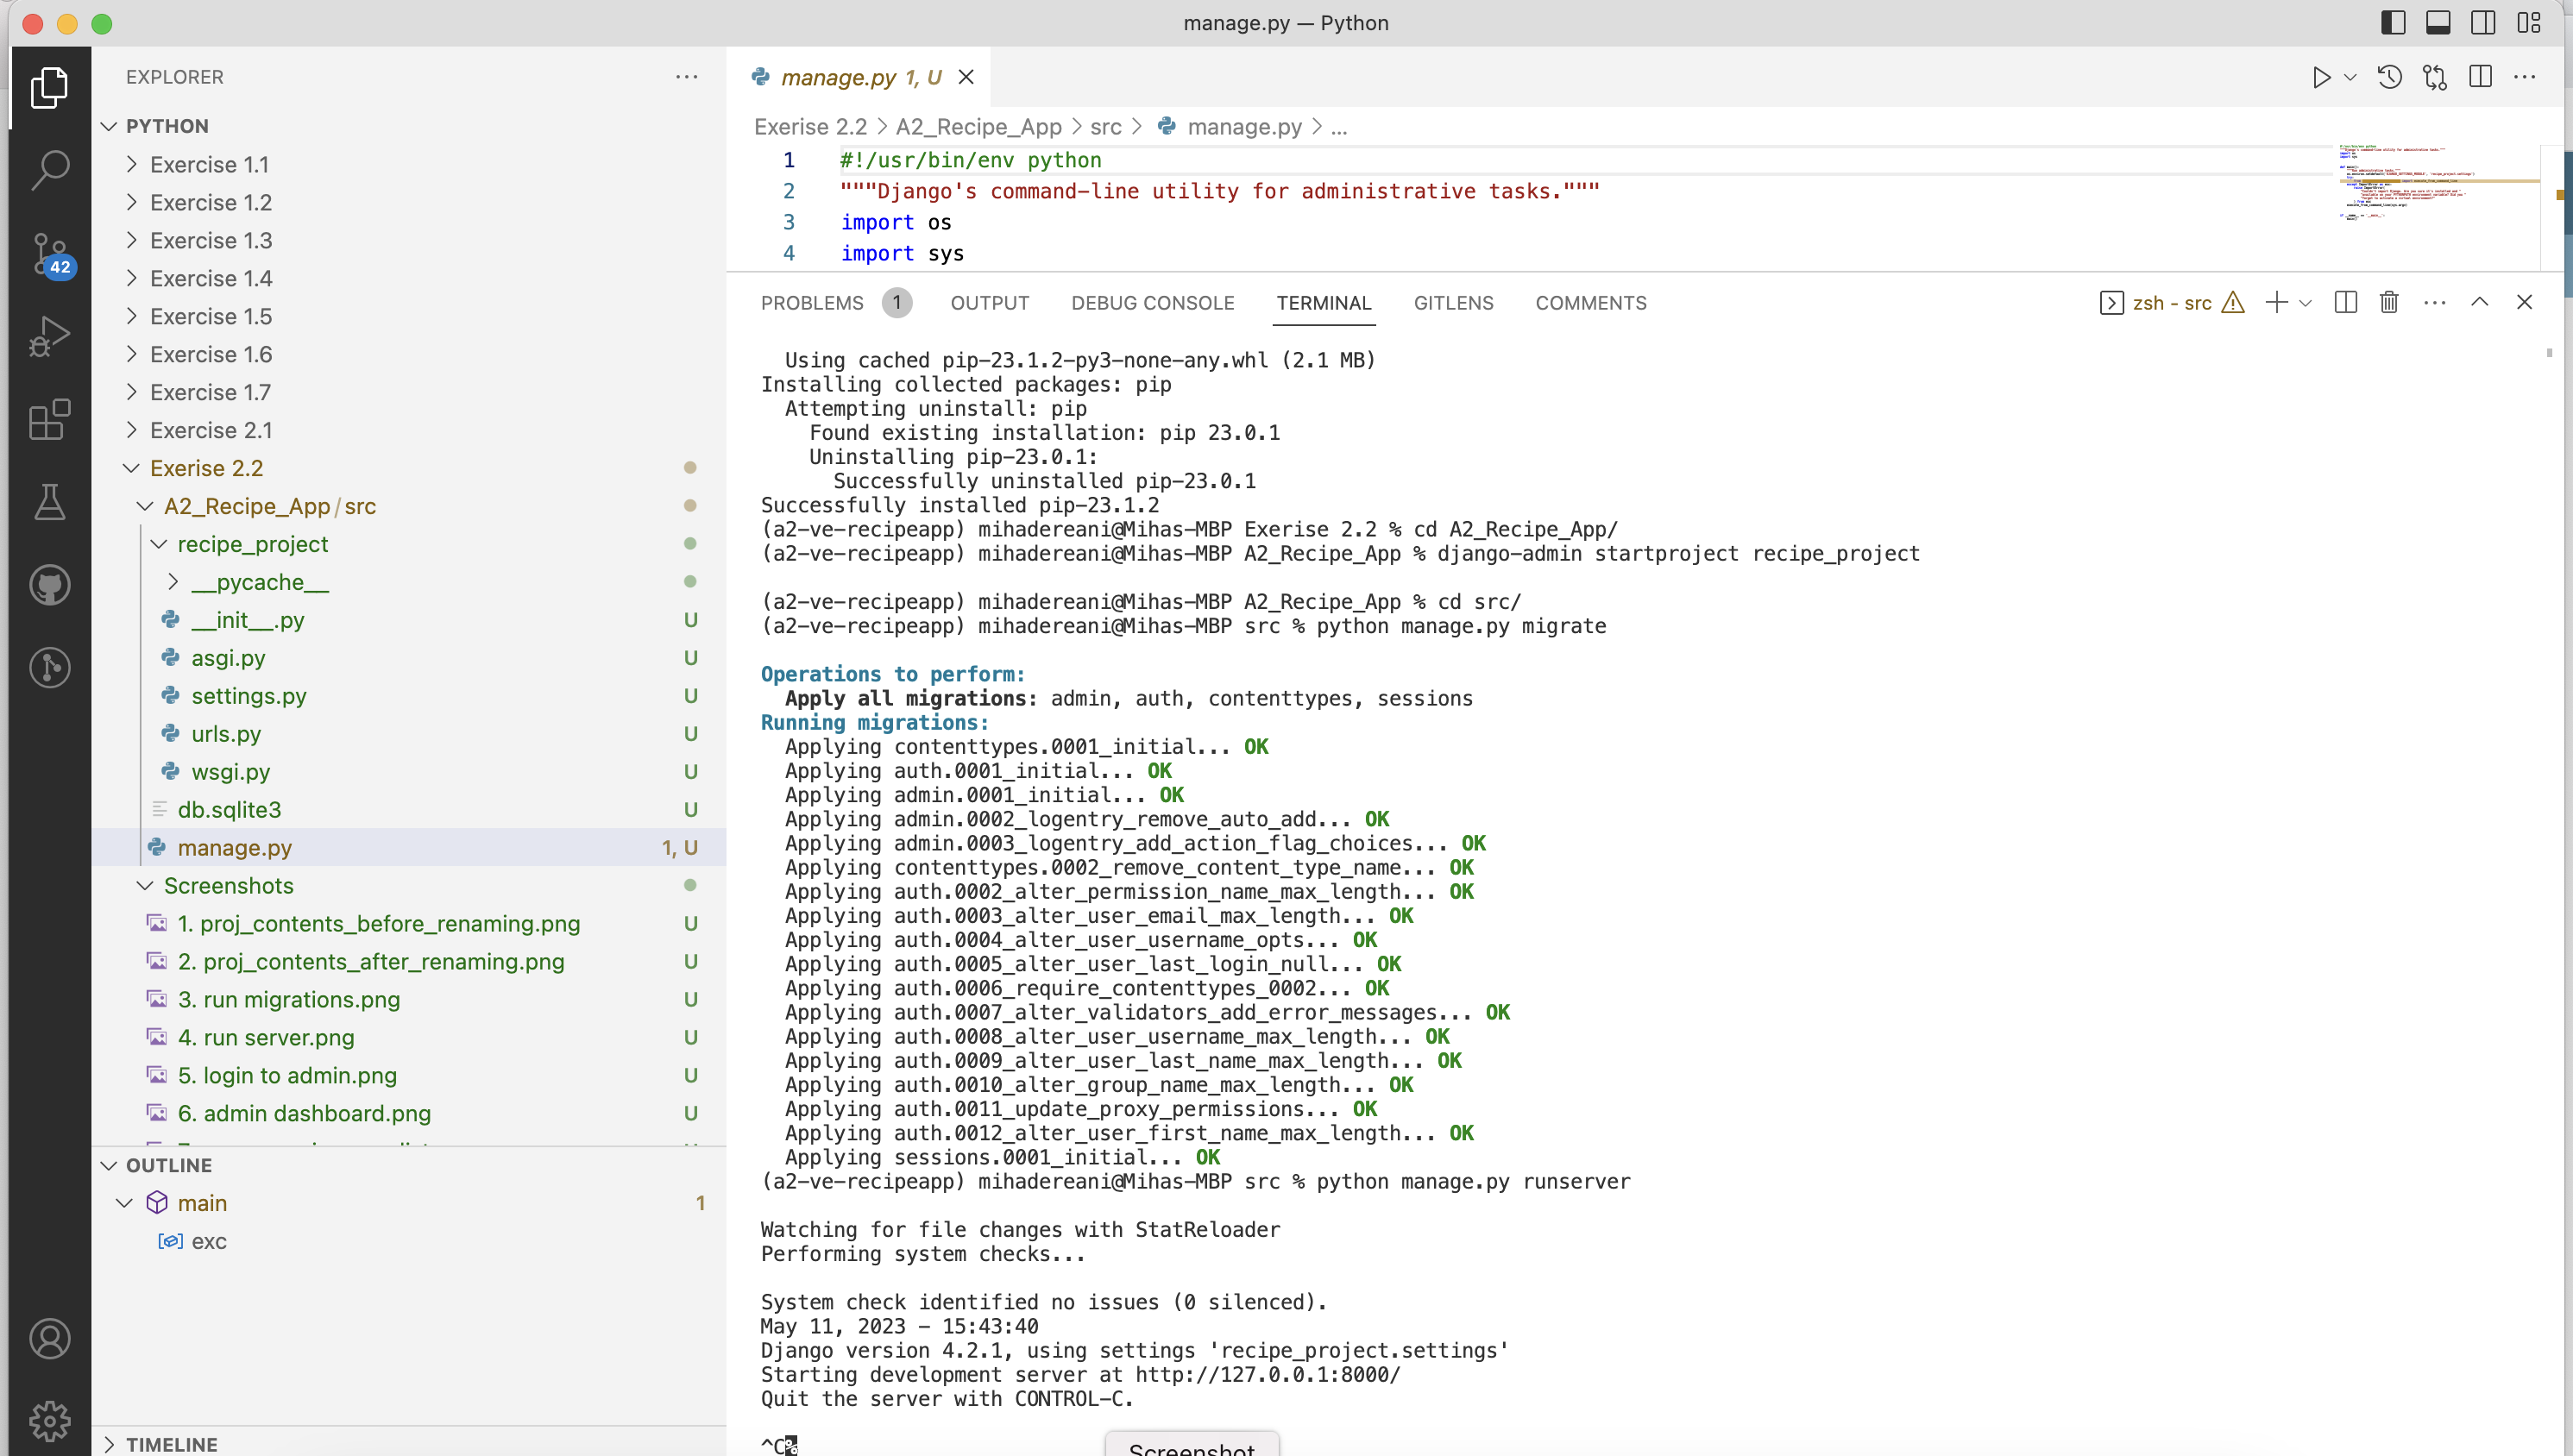 manage.py — Python
EXPLORER
PYTHON
Exercise 1.1
Exercise 1.2
Exercise 1.3
Exercise 1.4
Exercise 1.5
Exercise 1.6
Exercise 1.7
Exercise 2.1
Exerise 2.2
A2_Recipe_App / src
recipe_project
__pycache__
__init__.py U
asgi.py U
settings.py U
urls.py U
wsgi.py U
db.sqlite3 U
manage.py 1, U
Screenshots
1. proj_contents_before_renaming.png U
2. proj_contents_after_renaming.png U
3. run migrations.png U
4. run server.png U
5. login to admin.png U
6. admin dashboard.png U
OUTLINE
main 1
exc
TIMELINE
42
manage.py 1, U
Exerise 2.2 > A2_Recipe_App > src > manage.py > ...
1 #!/usr/bin/env python
2 """Django's command-line utility for administrative tasks."""
3 import os
4 import sys
PROBLEMS 1 OUTPUT DEBUG CONSOLE TERMINAL GITLENS COMMENTS
zsh - src
Using cached pip-23.1.2-py3-none-any.whl (2.1 MB)
Installing collected packages: pip
Attempting uninstall: pip
Found existing installation: pip 23.0.1
Uninstalling pip-23.0.1:
Successfully uninstalled pip-23.0.1
Successfully installed pip-23.1.2
(a2-ve-recipeapp) mihadereani@Mihas-MBP Exerise 2.2 % cd A2_Recipe_App/
(a2-ve-recipeapp) mihadereani@Mihas-MBP A2_Recipe_App % django-admin startproject recipe_project
(a2-ve-recipeapp) mihadereani@Mihas-MBP A2_Recipe_App % cd src/
(a2-ve-recipeapp) mihadereani@Mihas-MBP src % python manage.py migrate
Operations to perform:
Apply all migrations: admin, auth, contenttypes, sessions
Running migrations:
Applying contenttypes.0001_initial... OK
Applying auth.0001_initial... OK
Applying admin.0001_initial... OK
Applying admin.0002_logentry_remove_auto_add... OK
Applying admin.0003_logentry_add_action_flag_choices... OK
Applying contenttypes.0002_remove_content_type_name... OK
Applying auth.0002_alter_permission_name_max_length... OK
Applying auth.0003_alter_user_email_max_length... OK
Applying auth.0004_alter_user_username_opts... OK
Applying auth.0005_alter_user_last_login_null... OK
Applying auth.0006_require_contenttypes_0002... OK
Applying auth.0007_alter_validators_add_error_messages... OK
Applying auth.0008_alter_user_username_max_length... OK
Applying auth.0009_alter_user_last_name_max_length... OK
Applying auth.0010_alter_group_name_max_length... OK
Applying auth.0011_update_proxy_permissions... OK
Applying auth.0012_alter_user_first_name_max_length... OK
Applying sessions.0001_initial... OK
(a2-ve-recipeapp) mihadereani@Mihas-MBP src % python manage.py runserver
Watching for file changes with StatReloader
Performing system checks...
System check identified no issues (0 silenced).
May 11, 2023 - 15:43:40
Django version 4.2.1, using settings 'recipe_project.settings'
Starting development server at http://127.0.0.1:8000/
Quit the server with CONTROL-C.
^C%
Screenshot